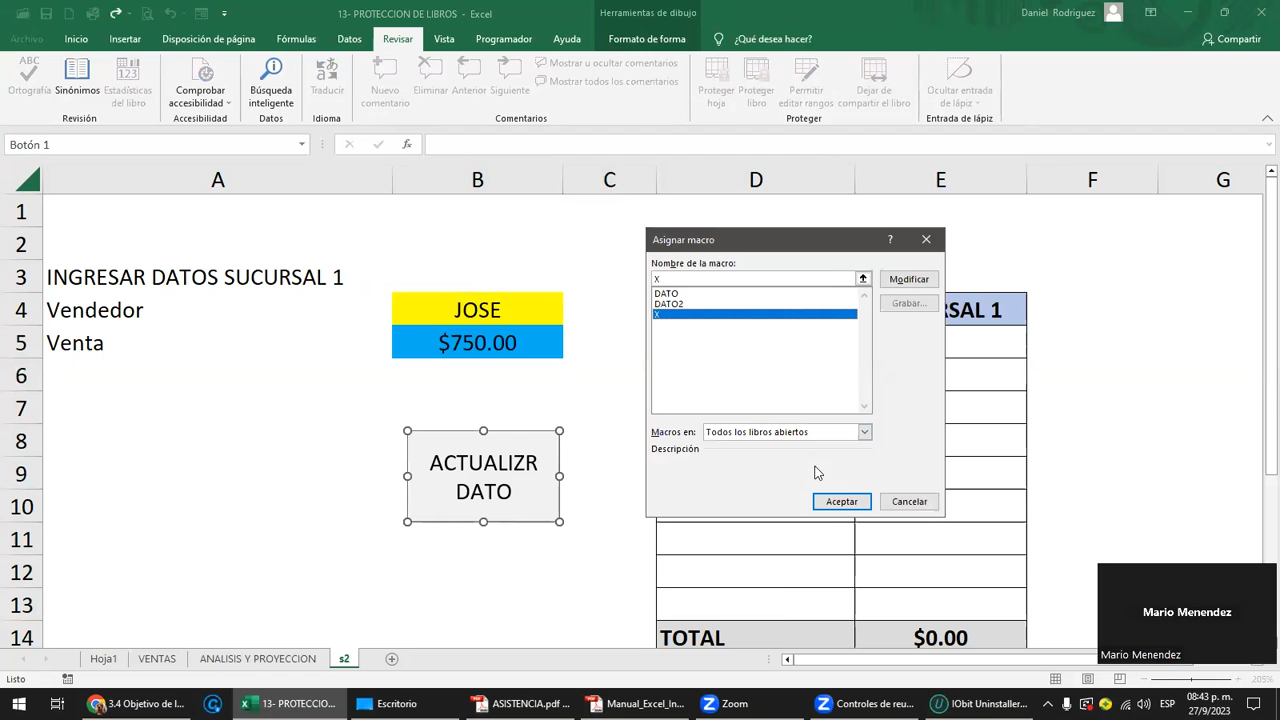 13- PROTECCION DE LIBROS - Excel
Herramientas de dibujo
Daniel Rodriguez
Archivo Inicio Insertar Disposición de página Fórmulas Datos Revisar Vista Programador Ayuda Formato de forma ¿Qué desea hacer? Compartir
ABC
Ortografía
Sinónimos
Estadísticas del libro
Revisión
Comprobar accesibilidad
Accesibilidad
Búsqueda inteligente
Datos
Traducir
Idioma
Nuevo comentario
Eliminar
Anterior
Siguiente
Mostrar u ocultar comentarios
Mostrar todos los comentarios
Comentarios
Proteger hoja
Proteger libro
Permitir editar rangos
Dejar de compartir el libro
Proteger
Ocultar entrada de lápiz
Entrada de lápiz
Botón 1
fx
A B C D E F G
1
2
3 INGRESAR DATOS SUCURSAL 1
4 Vendedor JOSE RSAL 1
5 Venta $750.00
6
7
8
9
10
11
12
13
14 TOTAL $0.00
ACTUALIZR
DATO
Asignar macro ?
Nombre de la macro:
X
Modificar
DATO
DATO2
X
Grabar...
Macros en: Todos los libros abiertos
Descripción
Aceptar Cancelar
Mario Menendez
Mario Menendez
Hoja1 VENTAS ANALISIS Y PROYECCION s2
Listo
205%
3.4 Objetivo de la l...
13- PROTECCIO...
Escritorio
ASISTENCIA.pdf ...
Manual_Excel_In...
Zoom
Controles de reu...
IObit Uninstaller...
ESP
08:43 p. m.
27/9/2023